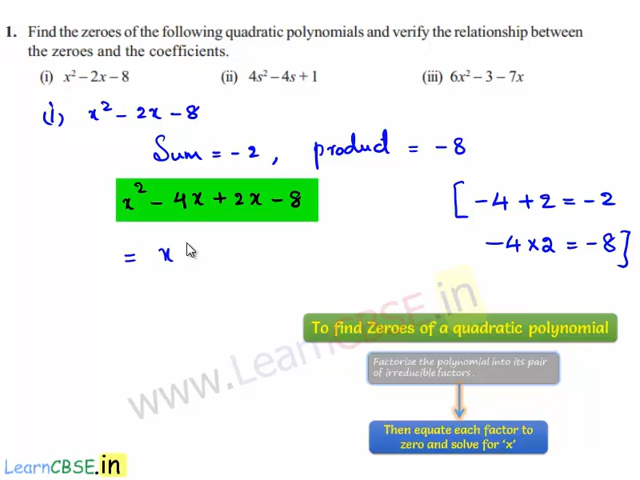 1. Find the zeroes of the following quadratic polynomials and verify the relationship between
the zeroes and the coefficients.
(i) x² – 2x – 8 (ii) 4s² – 4s + 1 (iii) 6x² – 3 – 7x
(i) x² – 2x – 8
Sum = –2, product = –8
x² – 4x + 2x – 8 [–4 + 2 = –2
= x –4 × 2 = –8]
www.LearnCBSE.in
To find Zeroes of a quadratic polynomial
Factorize the polynomial into its pair
of irreducible factors.
Then equate each factor to
zero and solve for 'x'
LearnCBSE.in